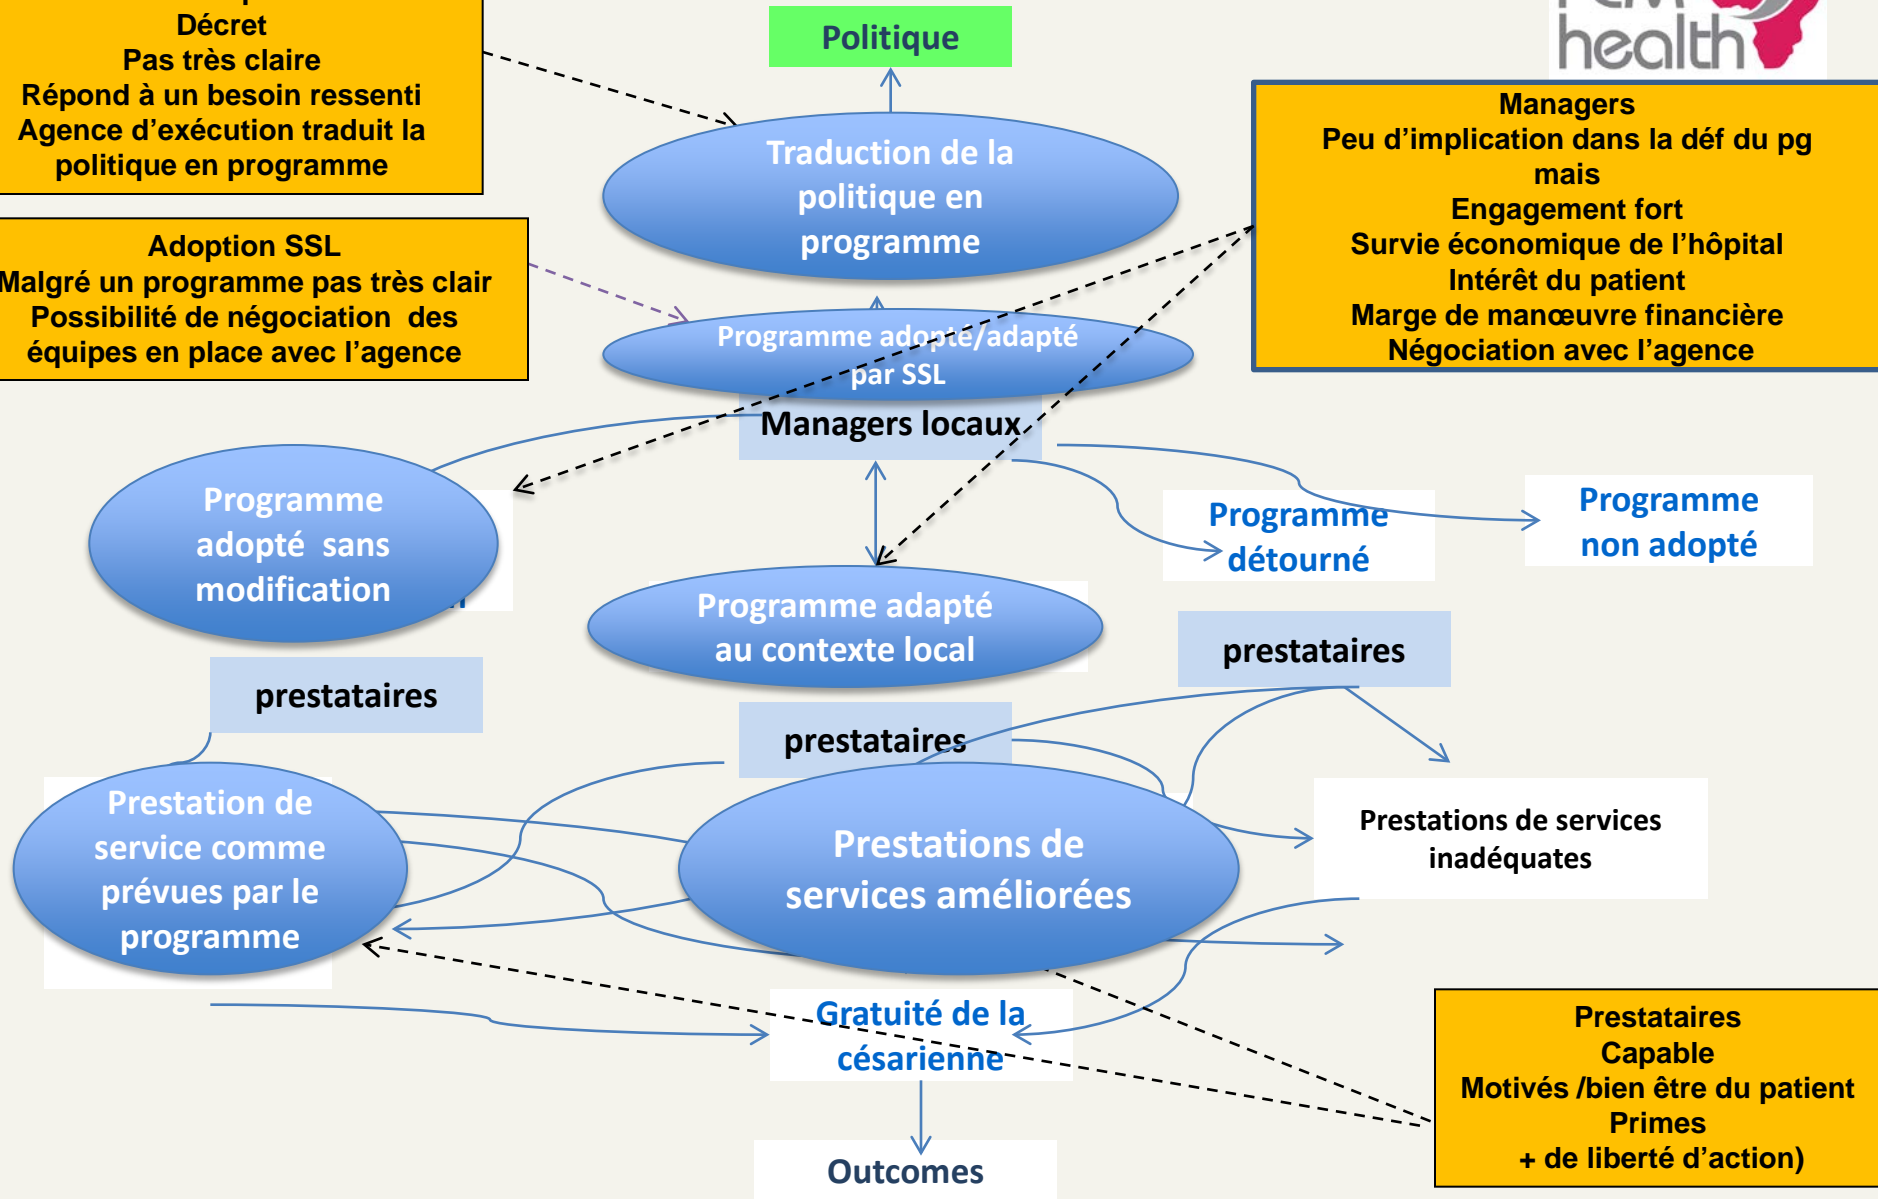 Décret
Pas très claire
Répond à un besoin ressenti
Agence d’exécution traduit la
politique en programme
Politique
health
Traduction de la
politique en
programme
Managers
Peu d’implication dans la déf du pg
mais
Engagement fort
Survie économique de l’hôpital
Intérêt du patient
Marge de manœuvre financière
Négociation avec l’agence
Adoption SSL
Malgré un programme pas très clair
Possibilité de négociation des
équipes en place avec l’agence
Programme adopté/adapté
par SSL
Managers locaux
Programme
adopté sans
modification
Programme
détourné
Programme
non adopté
Programme adapté
au contexte local
prestataires
prestataires
prestataires
Prestation de
service comme
prévues par le
programme
Prestations de
services améliorées
Prestations de services
inadéquates
Gratuité de la
césarienne
Outcomes
Prestataires
Capable
Motivés /bien être du patient
Primes
+ de liberté d’action)